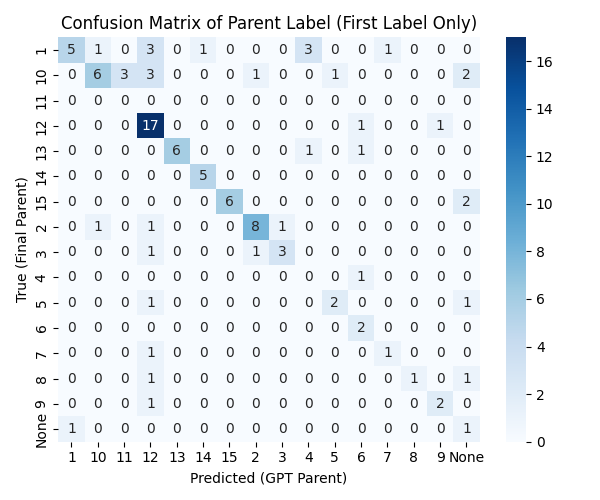 Confusion Matrix of Parent Label (First Label Only)
1 5 1 0 3 0 1 0 0 0 3 0 0 1 0 0 0
10 0 6 3 3 0 0 0 1 0 0 1 0 0 0 0 2
11 0 0 0 0 0 0 0 0 0 0 0 0 0 0 0 0
12 0 0 0 17 0 0 0 0 0 0 0 1 0 0 1 0
13 0 0 0 0 6 0 0 0 0 1 0 1 0 0 0 0
14 0 0 0 0 0 5 0 0 0 0 0 0 0 0 0 0
15 0 0 0 0 0 0 6 0 0 0 0 0 0 0 0 2
2 0 1 0 1 0 0 0 8 1 0 0 0 0 0 0 0
3 0 0 0 1 0 0 0 1 3 0 0 0 0 0 0 0
4 0 0 0 0 0 0 0 0 0 0 0 1 0 0 0 0
5 0 0 0 1 0 0 0 0 0 0 2 0 0 0 0 1
6 0 0 0 0 0 0 0 0 0 0 0 2 0 0 0 0
7 0 0 0 1 0 0 0 0 0 0 0 0 1 0 0 0
8 0 0 0 1 0 0 0 0 0 0 0 0 0 1 0 1
9 0 0 0 1 0 0 0 0 0 0 0 0 0 0 2 0
None 1 0 0 0 0 0 0 0 0 0 0 0 0 0 0 1
1 10 11 12 13 14 15 2 3 4 5 6 7 8 9 None
Predicted (GPT Parent)
True (Final Parent)
16
14
12
10
8
6
4
2
0